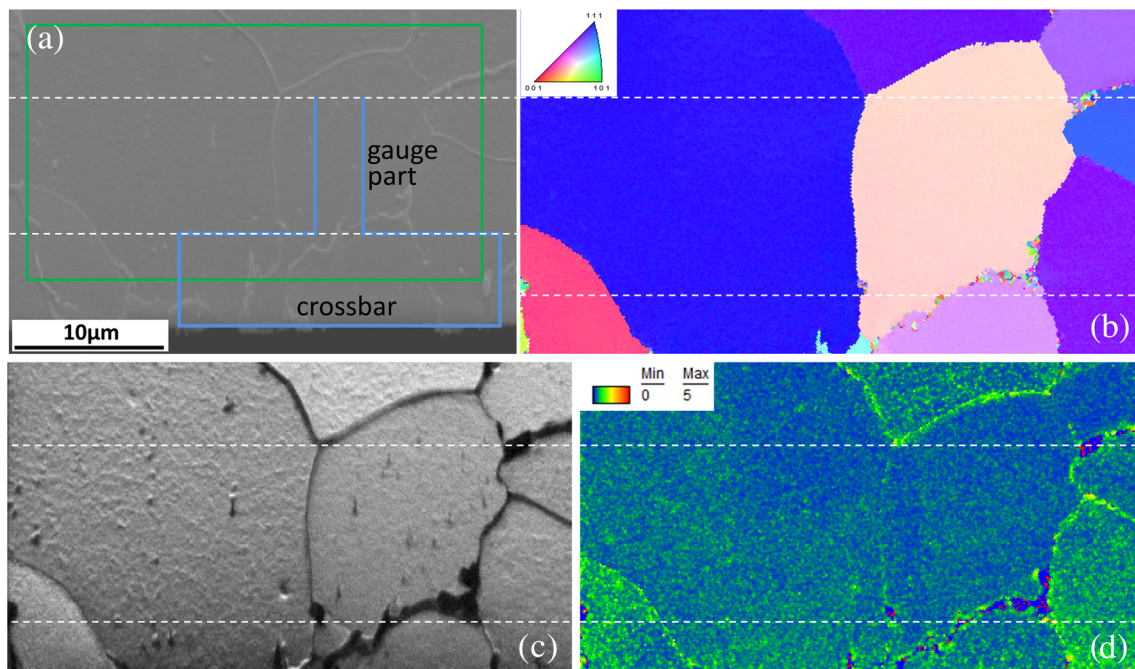 (a)
gauge
part
crossbar
10μm
111
001
101
(b)
(c)
Min
Max
0
5
(d)